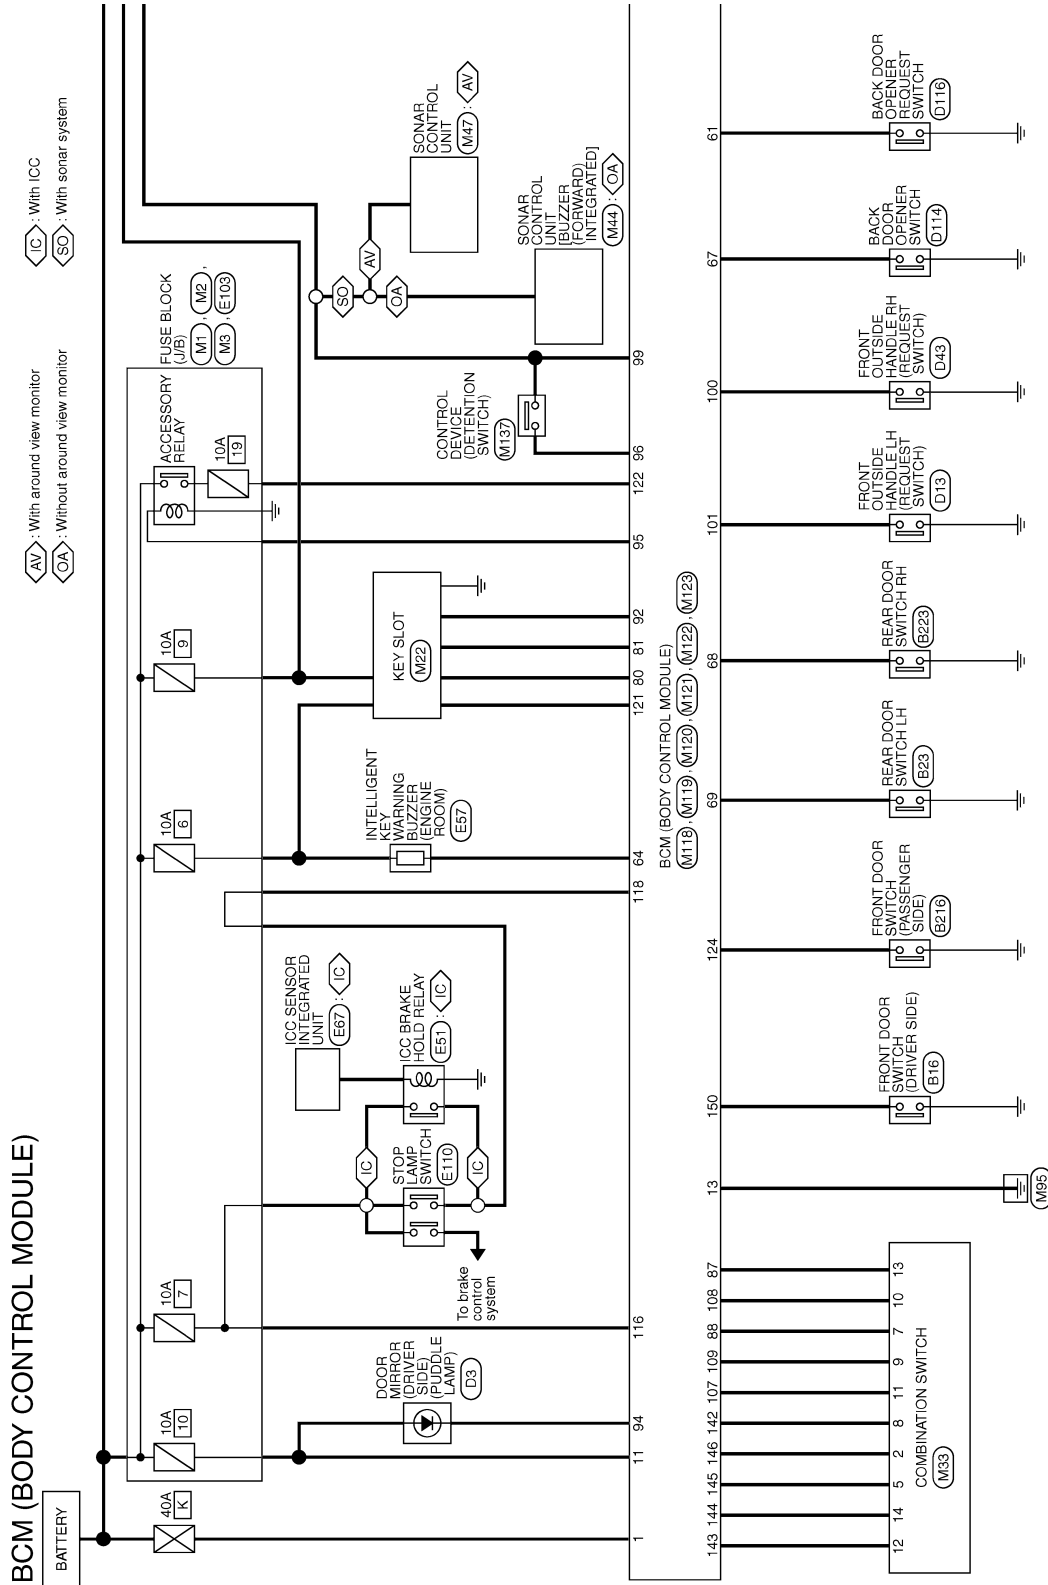 BCM (BODY CONTROL MODULE)
AV : With around view monitor
OA : Without around view monitor
IC : With ICC
SO : With sonar system
BATTERY
40A
K
10A
10
10A
7
10A
6
10A
9
ACCESSORY
RELAY
10A
19
FUSE BLOCK
(J/B)
M1 , M2 ,
M3 , E103
DOOR
MIRROR
(DRIVER
SIDE)
(PUDDLE
LAMP)
D3
To brake
control
system
STOP
LAMP
SWITCH
E110
IC
IC
ICC SENSOR
INTEGRATED
UNIT
E67 : IC
ICC BRAKE
HOLD RELAY
E51 : IC
INTELLIGENT
KEY
WARNING
BUZZER
(ENGINE
ROOM)
E57
KEY SLOT
M22
CONTROL
DEVICE
(DETENTION
SWITCH)
M137
SO
AV
OA
SONAR
CONTROL
UNIT
M47 : AV
SONAR
CONTROL
UNIT
[BUZZER
(FORWARD)
INTEGRATED]
M44 : OA
1
11
94
116
118
64
121
80
81
92
95
122
96
99
BCM (BODY CONTROL MODULE)
M118 , M119 , M120 , M121 , M122 , M123
143
144
145
146
142
107
109
88
108
87
13
150
124
69
68
101
100
67
61
12
14
5
2
8
11
9
7
10
13
COMBINATION SWITCH
M33
M95
FRONT DOOR
SWITCH
(DRIVER SIDE)
B16
FRONT DOOR
SWITCH
(PASSENGER
SIDE)
B216
REAR DOOR
SWITCH LH
B23
REAR DOOR
SWITCH RH
B223
FRONT
OUTSIDE
HANDLE LH
(REQUEST
SWITCH)
D13
FRONT
OUTSIDE
HANDLE RH
(REQUEST
SWITCH)
D43
BACK
DOOR
OPENER
SWITCH
D114
BACK DOOR
OPENER
REQUEST
SWITCH
D116